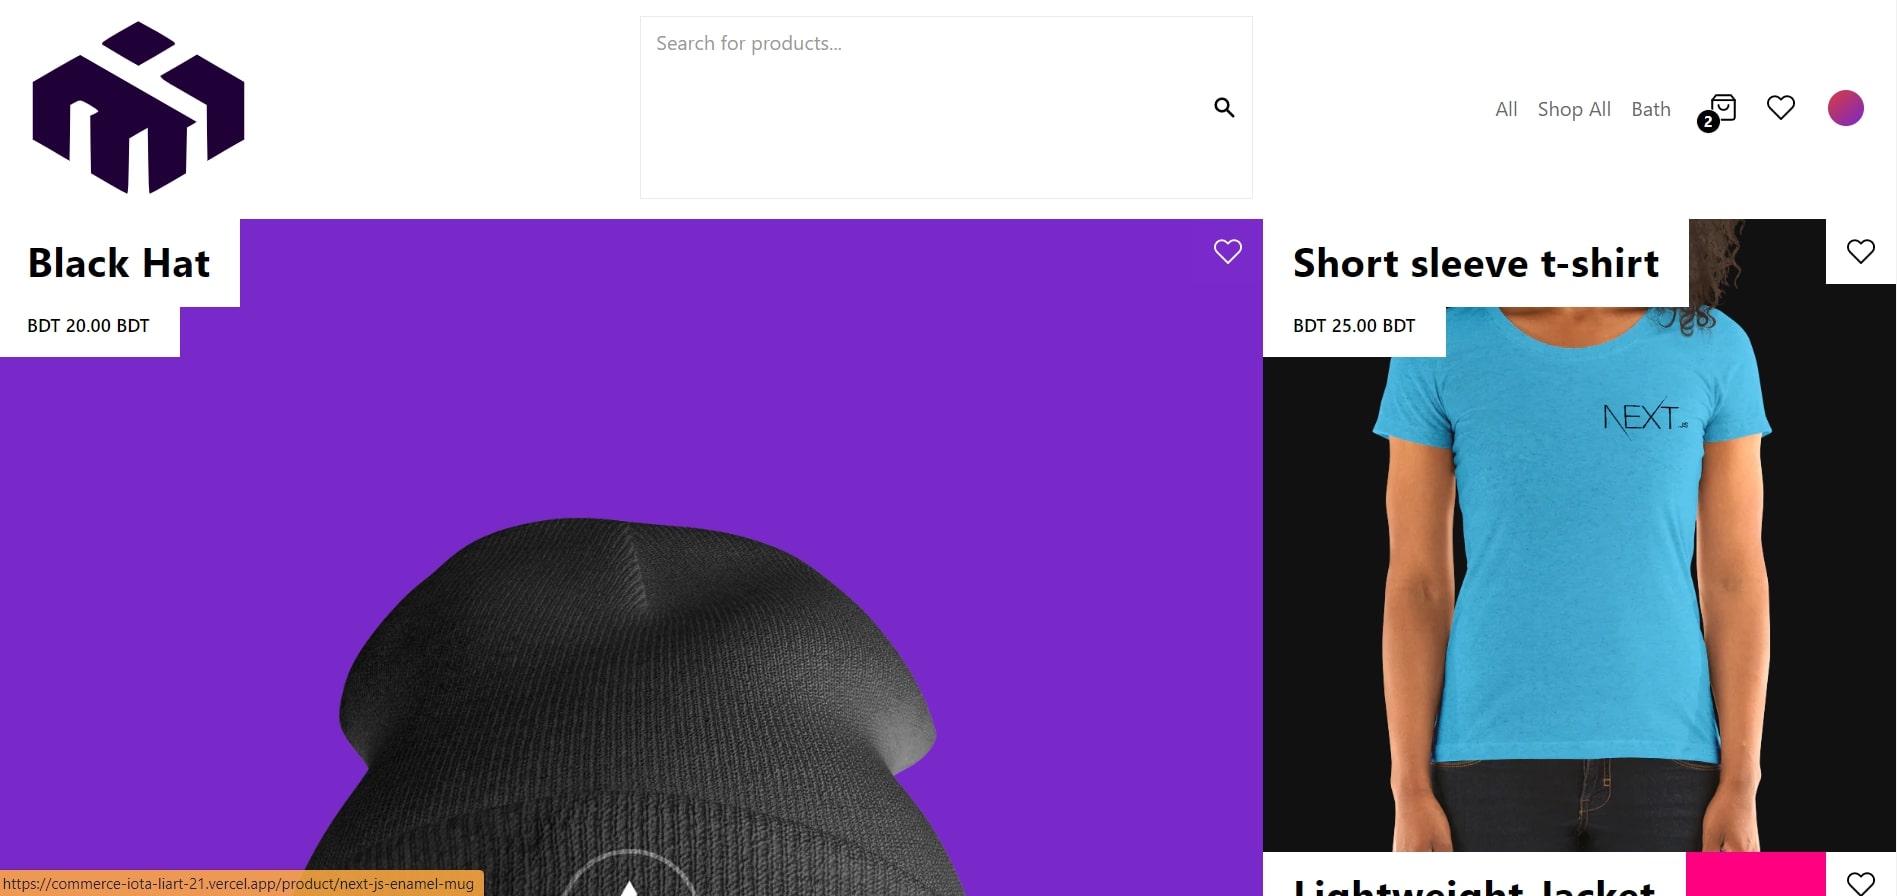 Search for products...
All Shop All Bath
2
Black Hat
BDT 20.00 BDT
Short sleeve t-shirt
BDT 25.00 BDT
NEXT.JS
Lightweight Jacket
https://commerce-iota-liart-21.vercel.app/product/next-js-enamel-mug